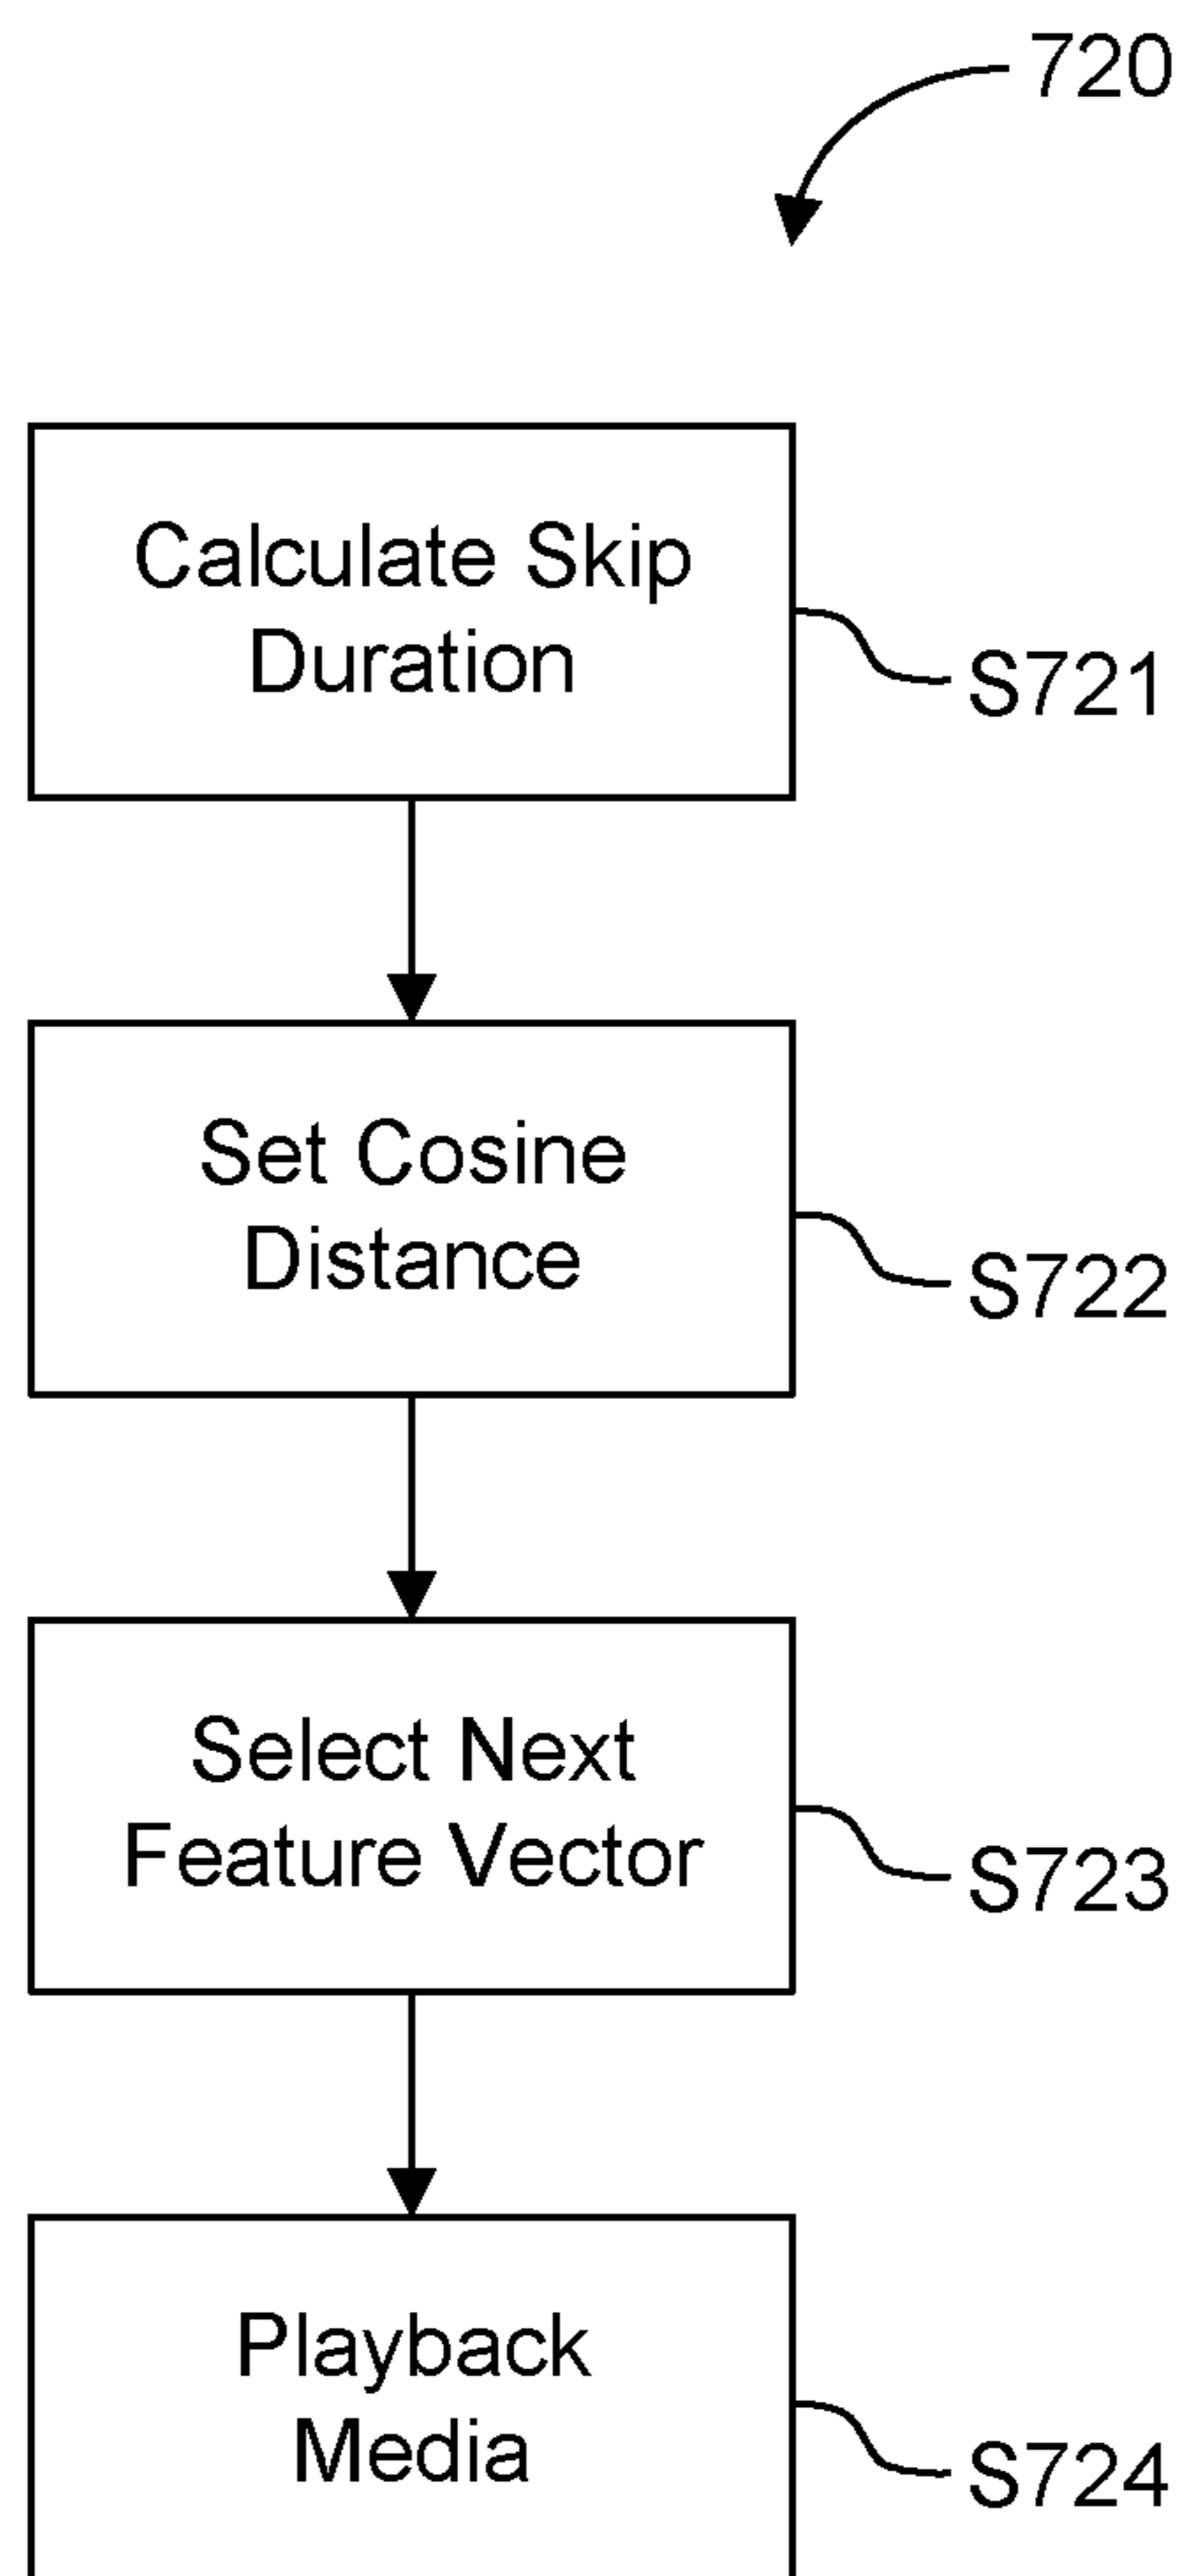 720
Calculate Skip
Duration
S721
Set Cosine
Distance
S722
Select Next
Feature Vector
S723
Playback
Media
S724